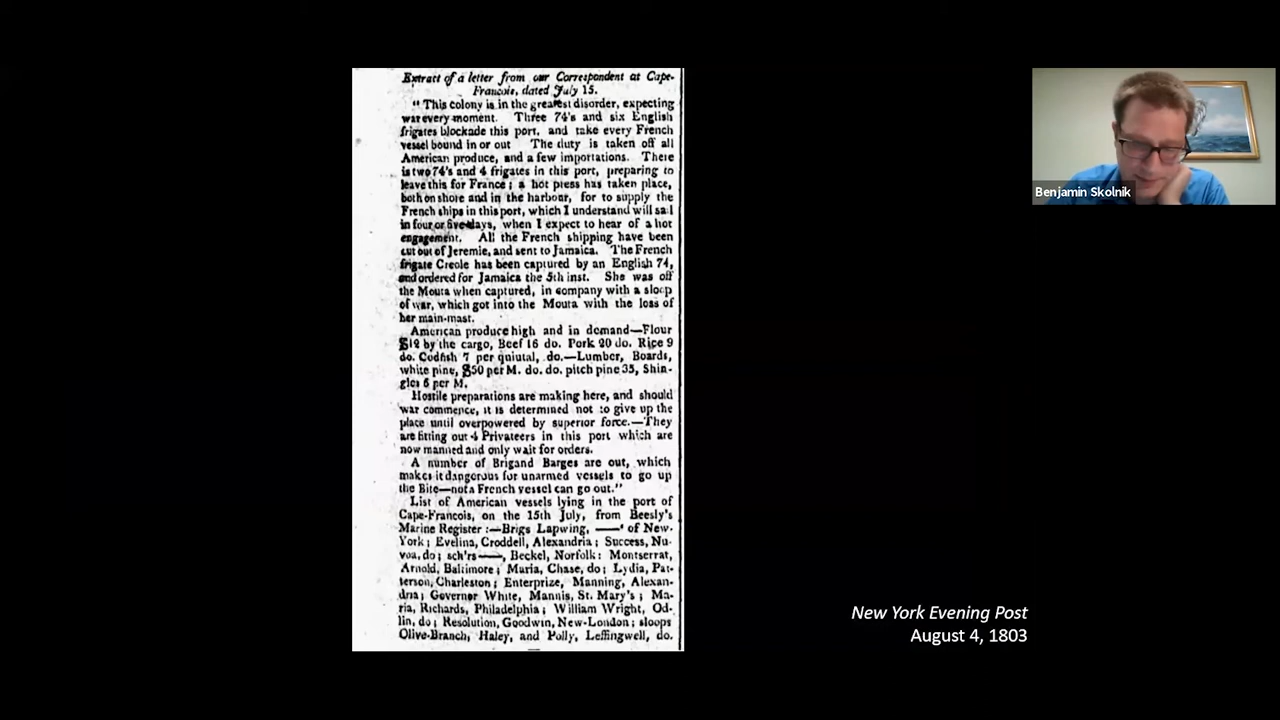 Extract of a letter from our Correspondent at Cape-
Francois, dated July 15.
"This colony is in the greatest disorder, expecting
war every moment. Three 74's and six English
frigates blockade this port, and take every French
vessel bound in or out The duty is taken off all
American produce, and a few importations. There
is two 74's and 4 frigates in this port, preparing to
leave this for France; a hot press has taken place,
both on shore and in the harbour, for to supply the
French ships in this port, which I understand will sail
in four or five days, when I expect to hear of a hot
engagement. All the French shipping have been
cut out of Jeremie, and sent to Jamaica. The French
frigate Creole has been captured by an English 74,
and ordered for Jamaica the 5th inst. She was off
the Mouta when captured, in company with a sloop
of war, which got into the Mouta with the loss of
her main-mast.
American produce high and in demand—Flour
$12 by the cargo, Beef 16 do. Pork 20 do. Rice 9
do. Codfish 7 per quintal, do.—Lumber, Boards,
white pine, $50 per M. do. do. pitch pine 35, Shin-
gles 6 per M.
Hostile preparations are making here, and should
war commence, it is determined not to give up the
place until overpowered by superior force.—They
are fitting out 4 Privateers in this port which are
now manned and only wait for orders.
A number of Brigand Barges are out, which
makes it dangerous for unarmed vessels to go up
the Bite—not a French vessel can go out."
List of American vessels lying in the port of
Cape-Francois, on the 15th July, from Beesly's
Marine Register:—Brigs Lapwing, —— of New-
York; Evelina, Croddell, Alexandria; Success, Nu-
voa, do; sch'rs ——, Beckel, Norfolk: Montserrat,
Arnold, Baltimore; Maria, Chase, do; Lydia, Pat-
terson, Charleston; Enterprize, Manning, Alexan-
dria; Governor White, Mannis, St. Mary's; Ma-
ria, Richards, Philadelphia; William Wright, Od-
lin, do; Resolution, Goodwin, New-London; sloops
Olive-Branch, Haley, and Polly, Leffingwell, do.
New York Evening Post
August 4, 1803
Benjamin Skolnik